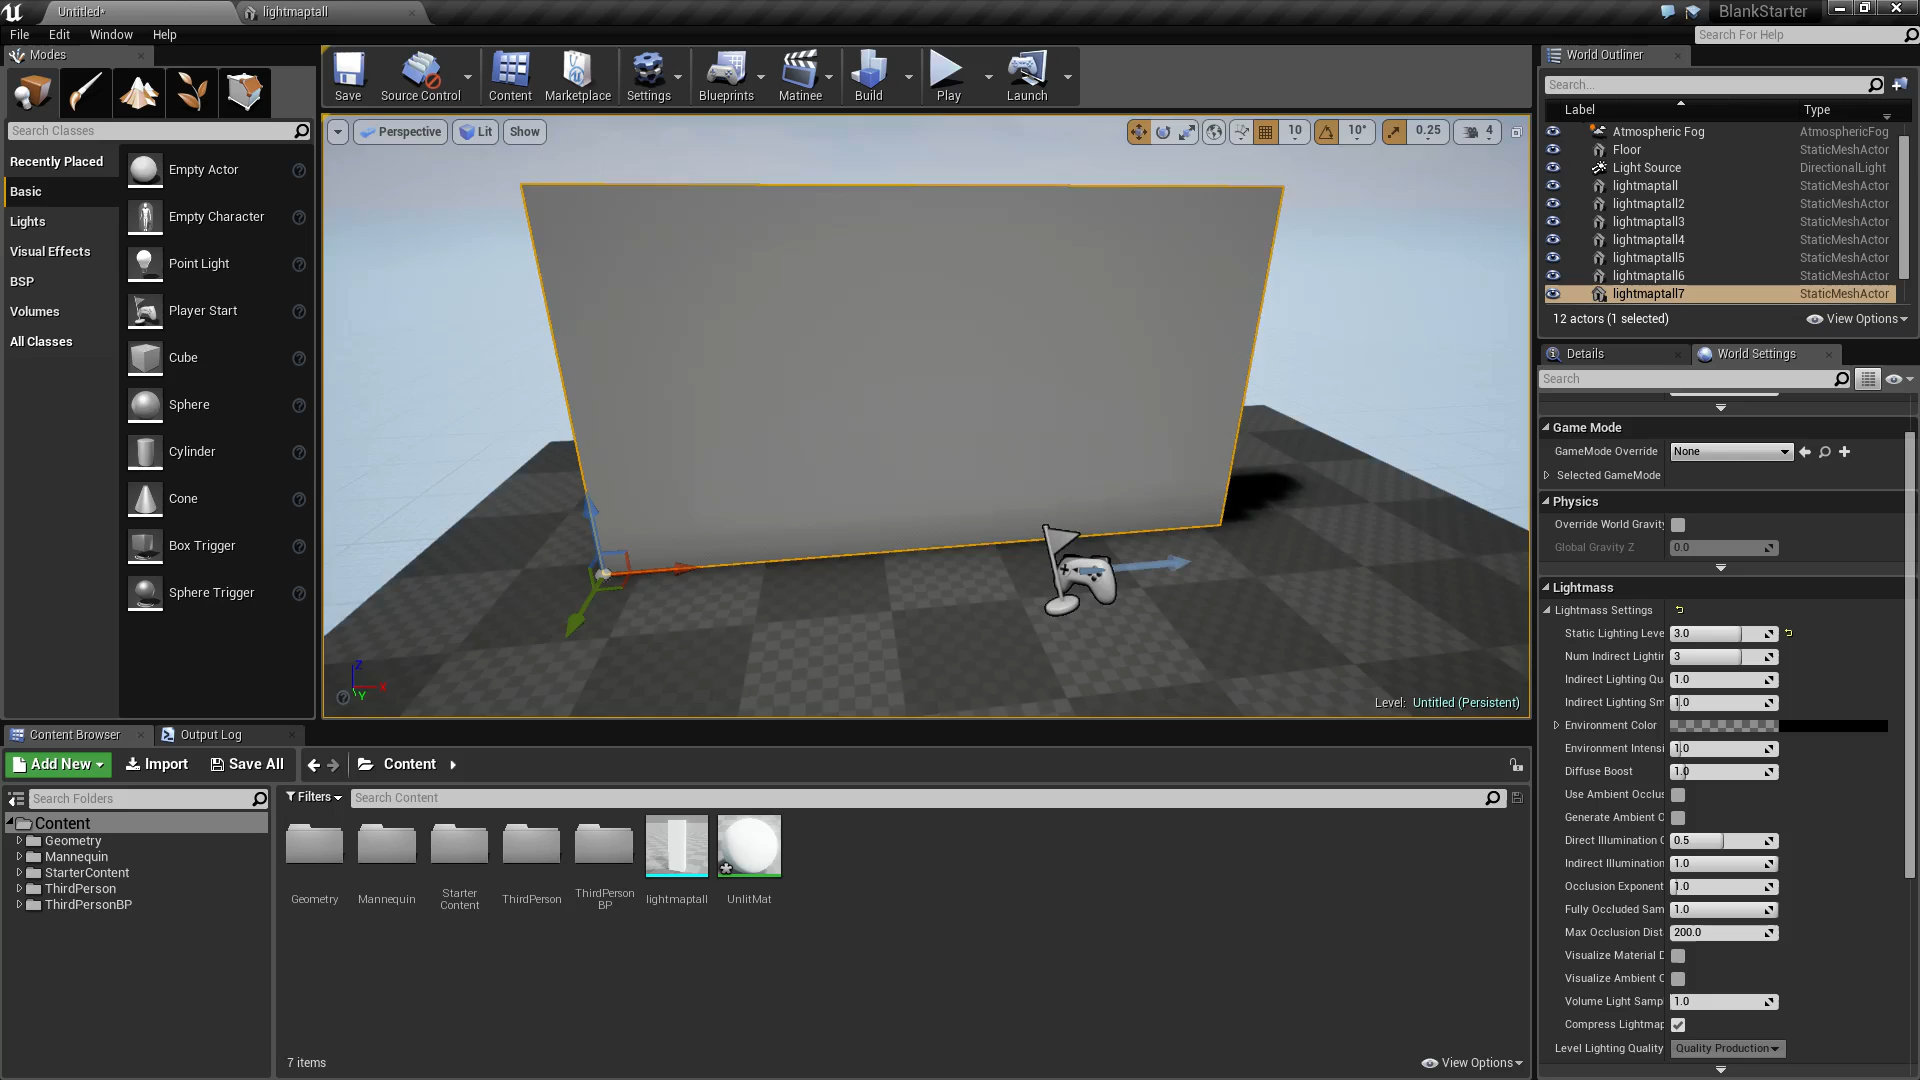 Untitled*
lightmaptall
BlankStarter
File Edit Window Help
Search For Help
Modes
Search Classes
Recently Placed
Basic
Lights
Visual Effects
BSP
Volumes
All Classes
Empty Actor
Empty Character
Point Light
Player Start
Cube
Sphere
Cylinder
Cone
Box Trigger
Sphere Trigger
Save
Source Control
Content
Marketplace
Settings
Blueprints
Matinee
Build
Play
Launch
Perspective
Lit
Show
10
10°
0.25
4
Z
X
Y
Level: Untitled (Persistent)
World Outliner
Search...
Label Type
Atmospheric Fog AtmosphericFog
Floor StaticMeshActor
Light Source DirectionalLight
lightmaptall StaticMeshActor
lightmaptall2 StaticMeshActor
lightmaptall3 StaticMeshActor
lightmaptall4 StaticMeshActor
lightmaptall5 StaticMeshActor
lightmaptall6 StaticMeshActor
lightmaptall7 StaticMeshActor
12 actors (1 selected)
View Options
Details
World Settings
Search
Game Mode
GameMode Override None
Selected GameMode
Physics
Override World Gravity
Global Gravity Z 0.0
Lightmass
Lightmass Settings
Static Lighting Leve 3.0
Num Indirect Lightin 3
Indirect Lighting Qu 1.0
Indirect Lighting Sm 1.0
Environment Color
Environment Intensi 1.0
Diffuse Boost 1.0
Use Ambient Occlus
Generate Ambient O
Direct Illumination O 0.5
Indirect Illumination 1.0
Occlusion Exponent 1.0
Fully Occluded Sam 1.0
Max Occlusion Dist 200.0
Visualize Material D
Visualize Ambient O
Volume Light Samp 1.0
Compress Lightmap
Level Lighting Quality Quality Production
Content Browser
Output Log
Add New
Import
Save All
Content
Search Folders
Filters
Search Content
Content
Geometry
Mannequin
StarterContent
ThirdPerson
ThirdPersonBP
Geometry
Mannequin
Starter
Content
ThirdPerson
ThirdPerson
BP
lightmaptall
UnlitMat
7 items
View Options